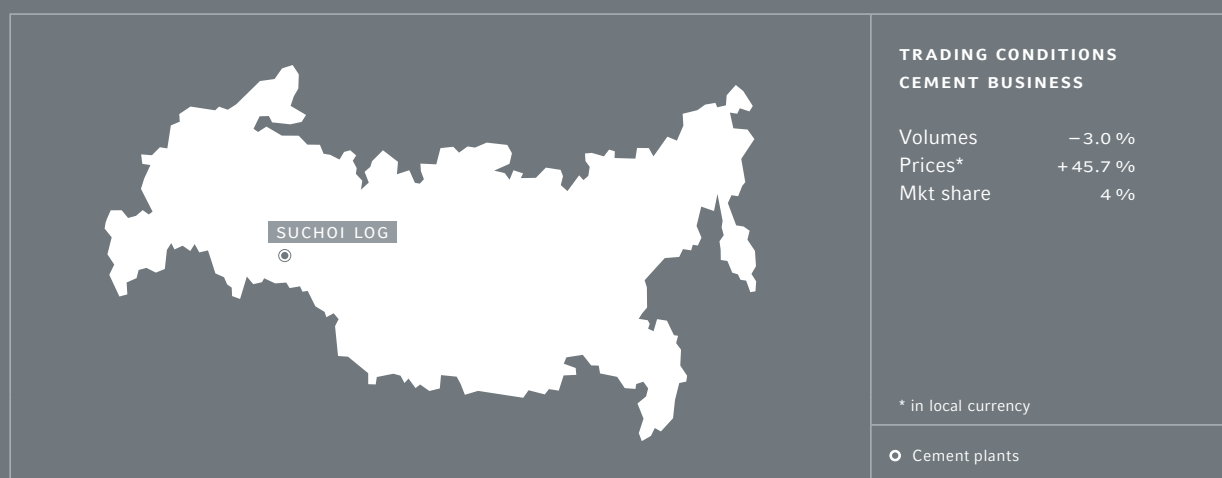 SUCHOI LOG
TRADING CONDITIONS
CEMENT BUSINESS
Volumes −3.0 %
Prices* +45.7 %
Mkt share 4 %
* in local currency
Cement plants